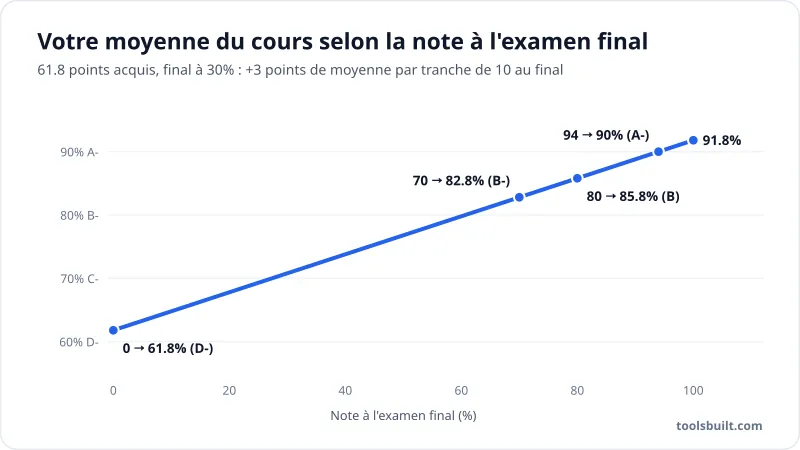 Votre moyenne du cours selon la note à l'examen final
61.8 points acquis, final à 30% : +3 points de moyenne par tranche de 10 au final
94 → 90% (A-)
91.8%
90% A-
70 → 82.8% (B-)
80 → 85.8% (B)
80% B-
70% C-
60% D-
0 → 61.8% (D-)
0 20 40 60 80 100
Note à l'examen final (%)
toolsbuilt.com